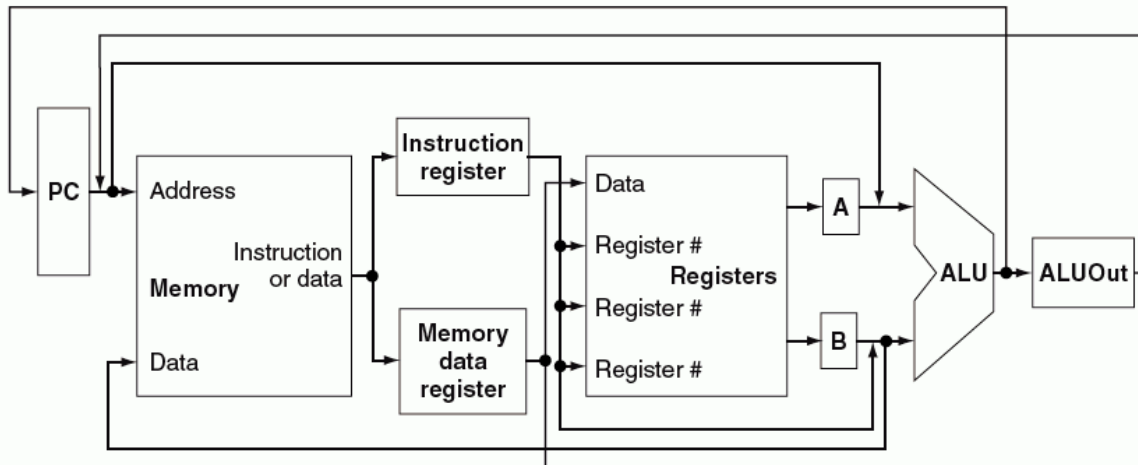 PC
Address
Instruction
or data
Memory
Data
Instruction
register
Memory
data
register
Data
Register #
Registers
Register #
Register #
A
B
ALU
ALUOut